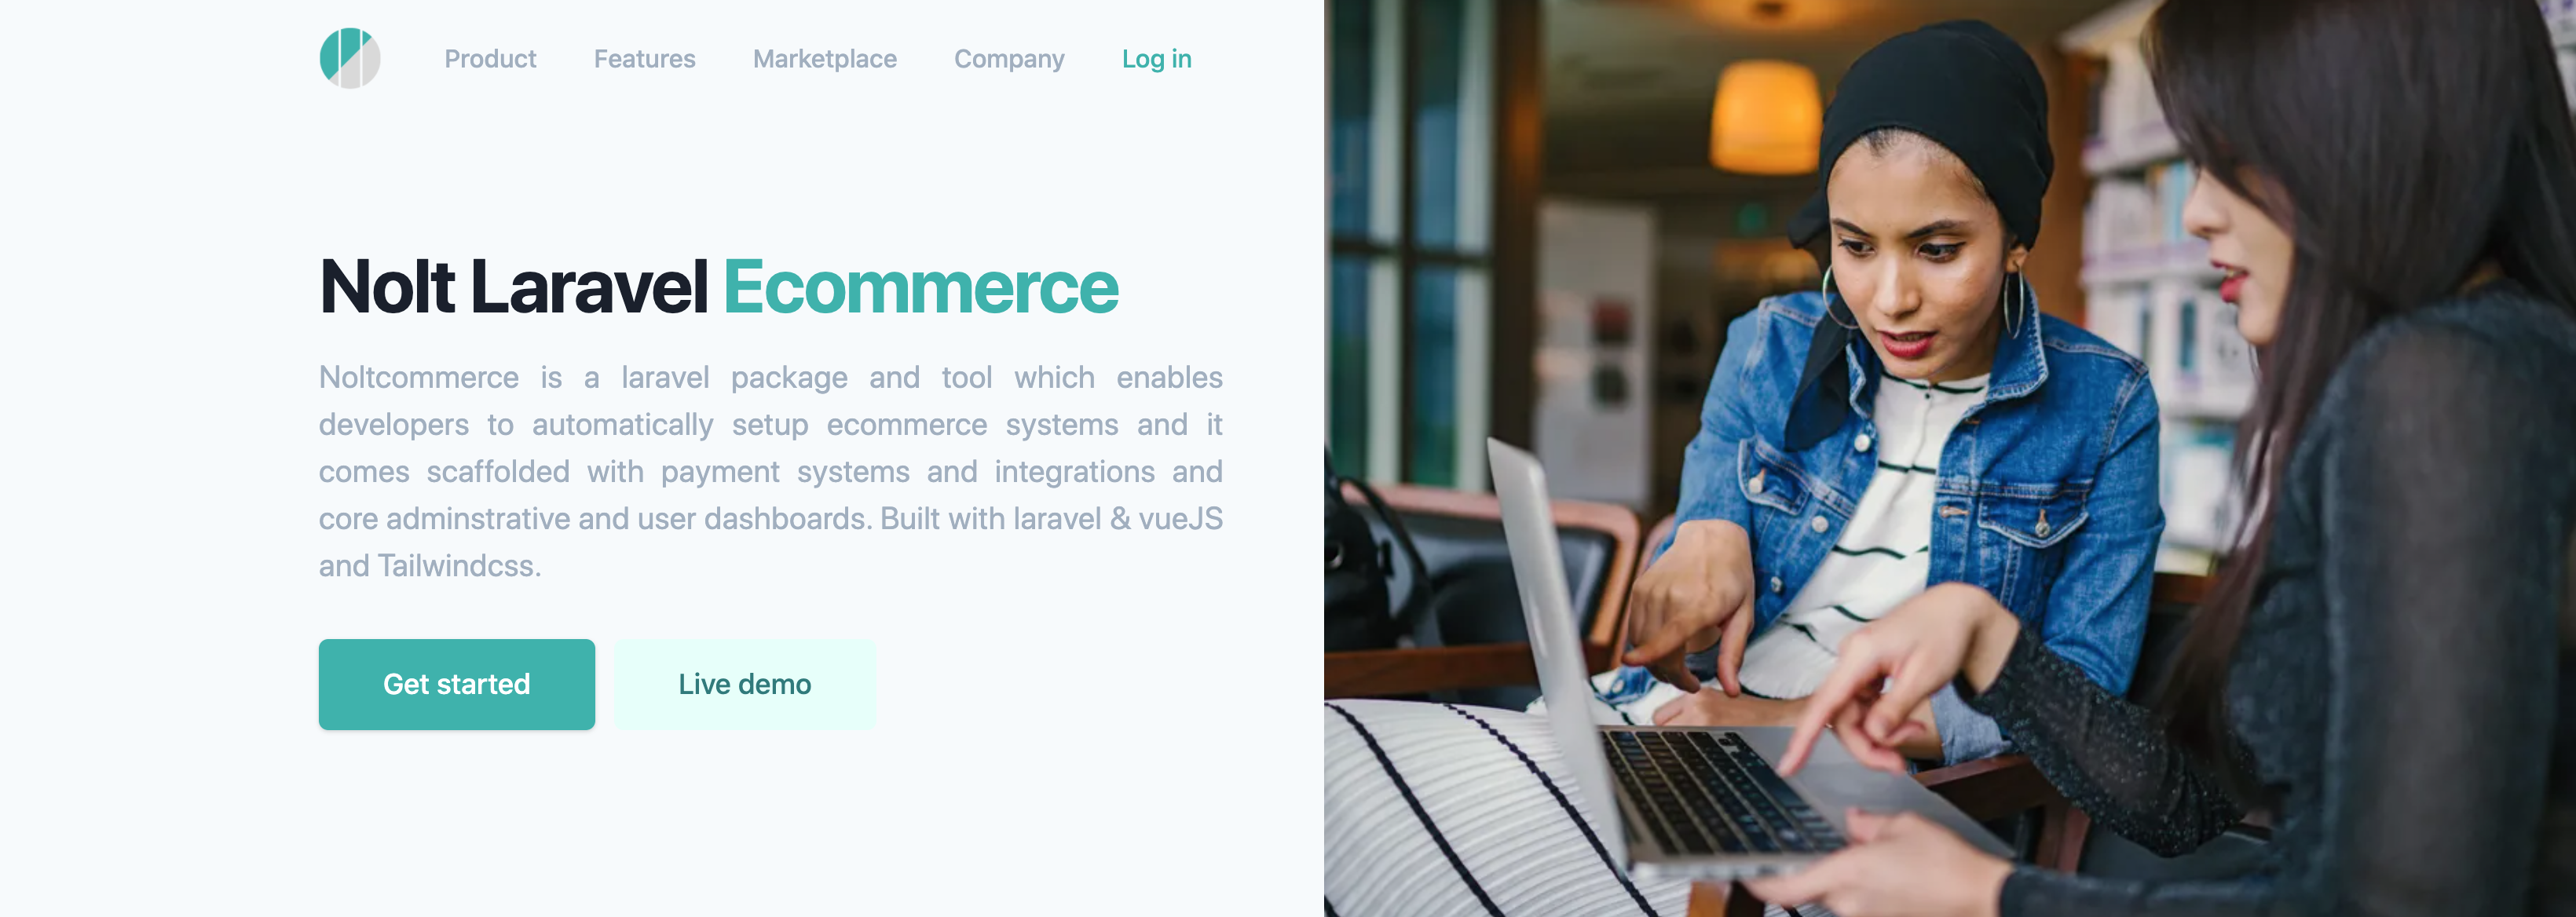 Product Features Marketplace Company Log in
Nolt Laravel Ecommerce
Noltcommerce is a laravel package and tool which enables
developers to automatically setup ecommerce systems and it
comes scaffolded with payment systems and integrations and
core adminstrative and user dashboards. Built with laravel & vueJS
and Tailwindcss.
Get started Live demo